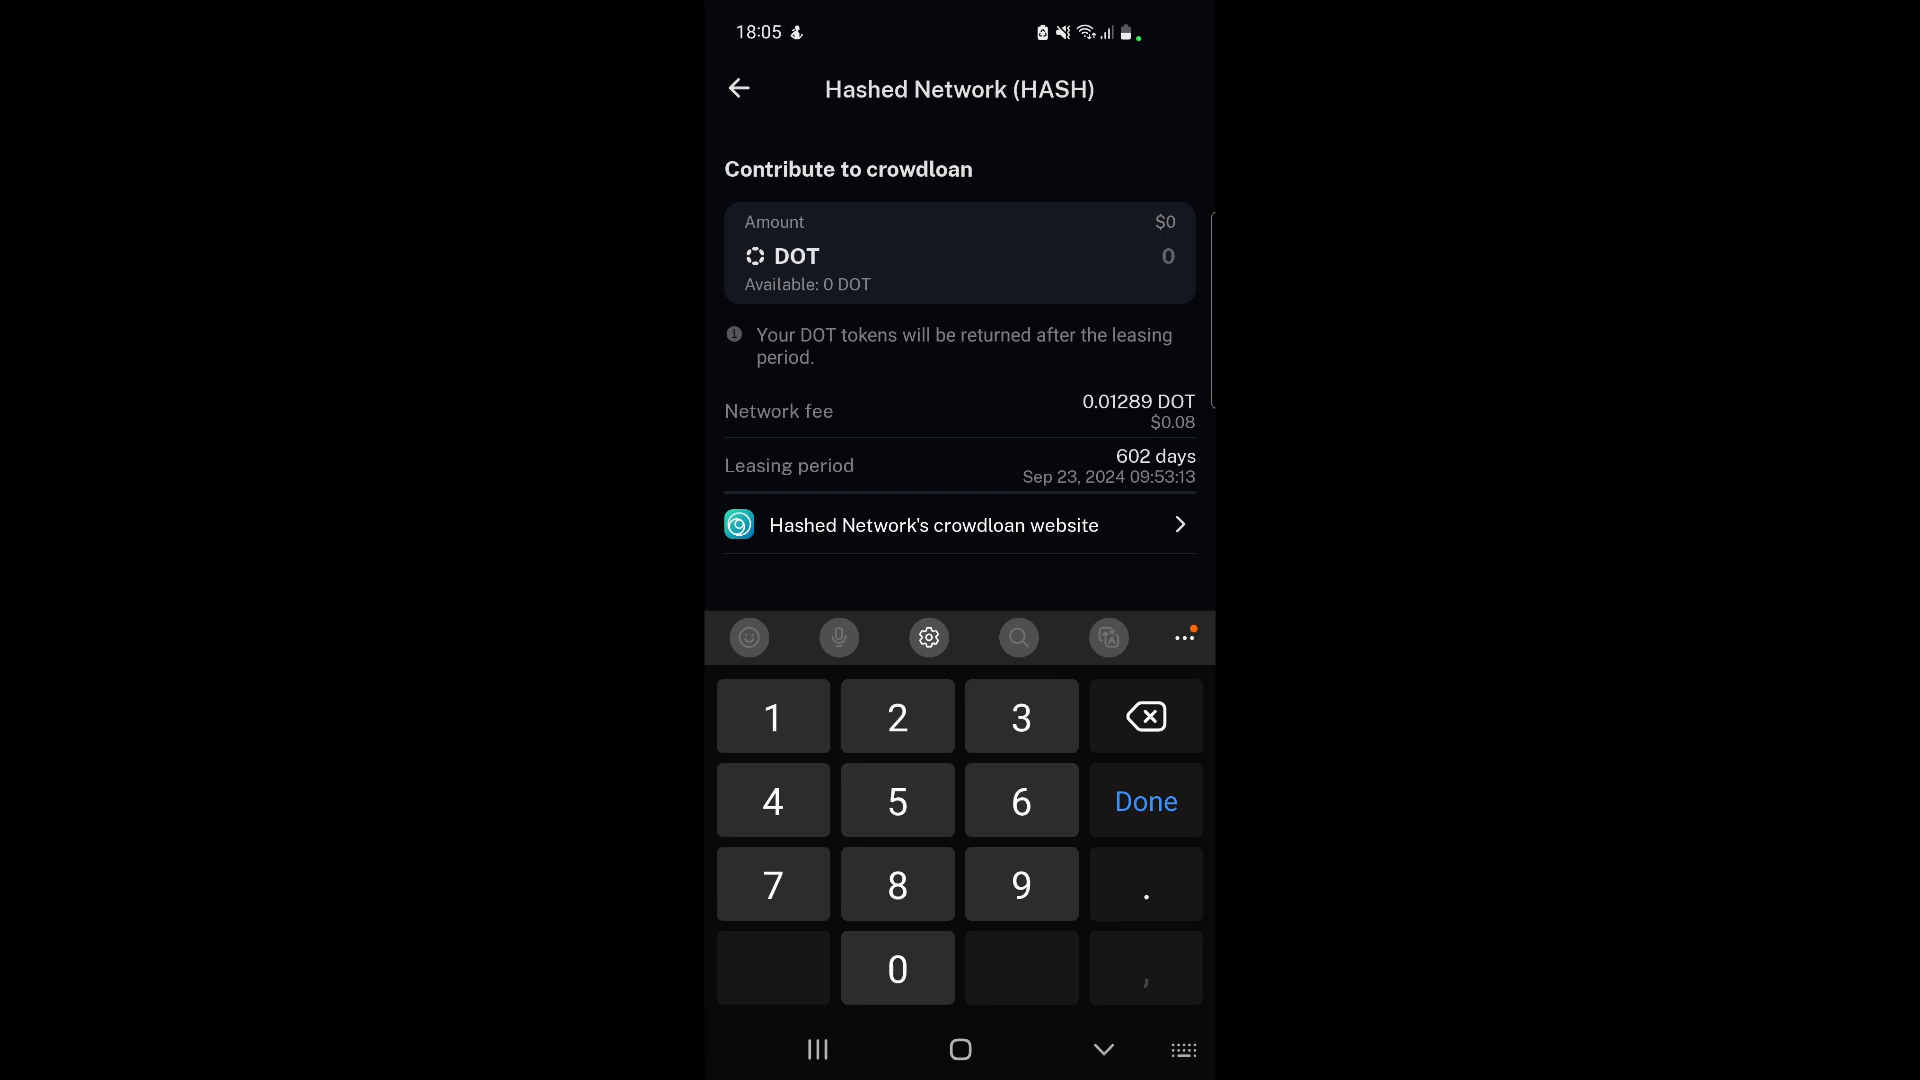 18:05
Hashed Network (HASH)
Contribute to crowdloan
Amount $0
DOT 0
Available: 0 DOT
Your DOT tokens will be returned after the leasing
period.
Network fee 0.01289 DOT
$0.08
Leasing period 602 days
Sep 23, 2024 09:53:13
Hashed Network's crowdloan website
1 2 3
4 5 6 Done
7 8 9 .
0 ,